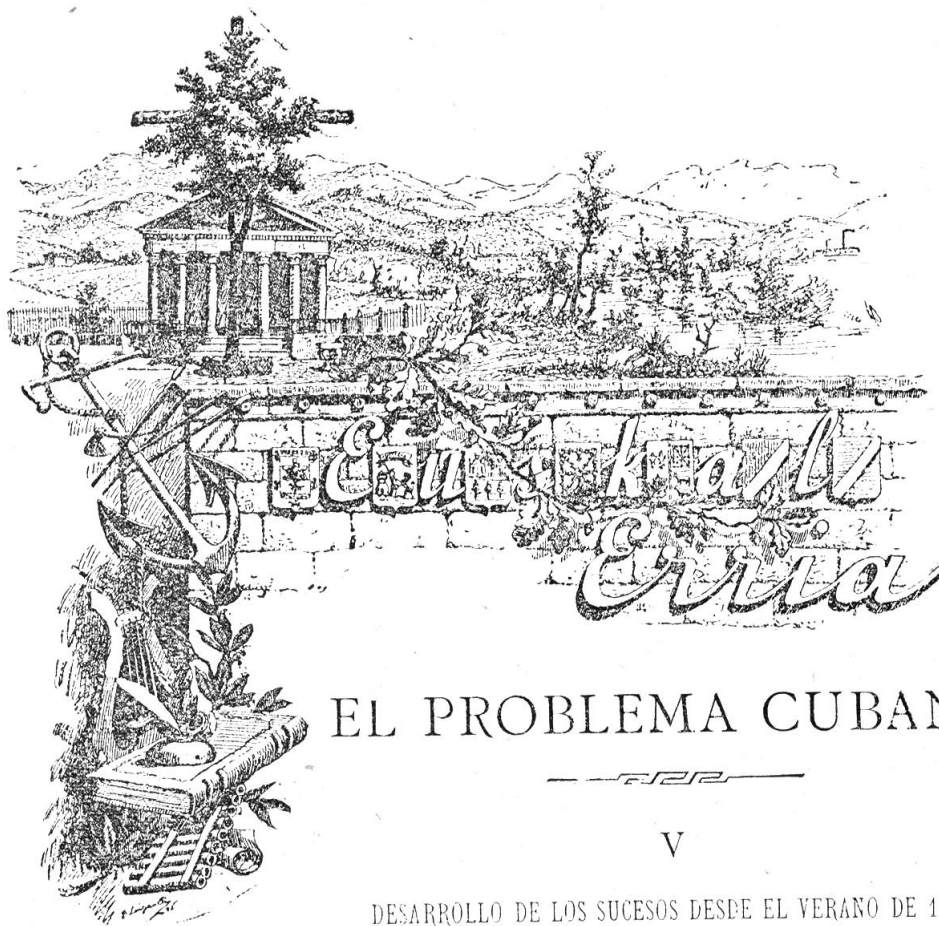 Euskal
Erria
EL PROBLEMA CUBAN
V
DESARROLLO DE LOS SUCESOS DESDE EL VERANO DE 1